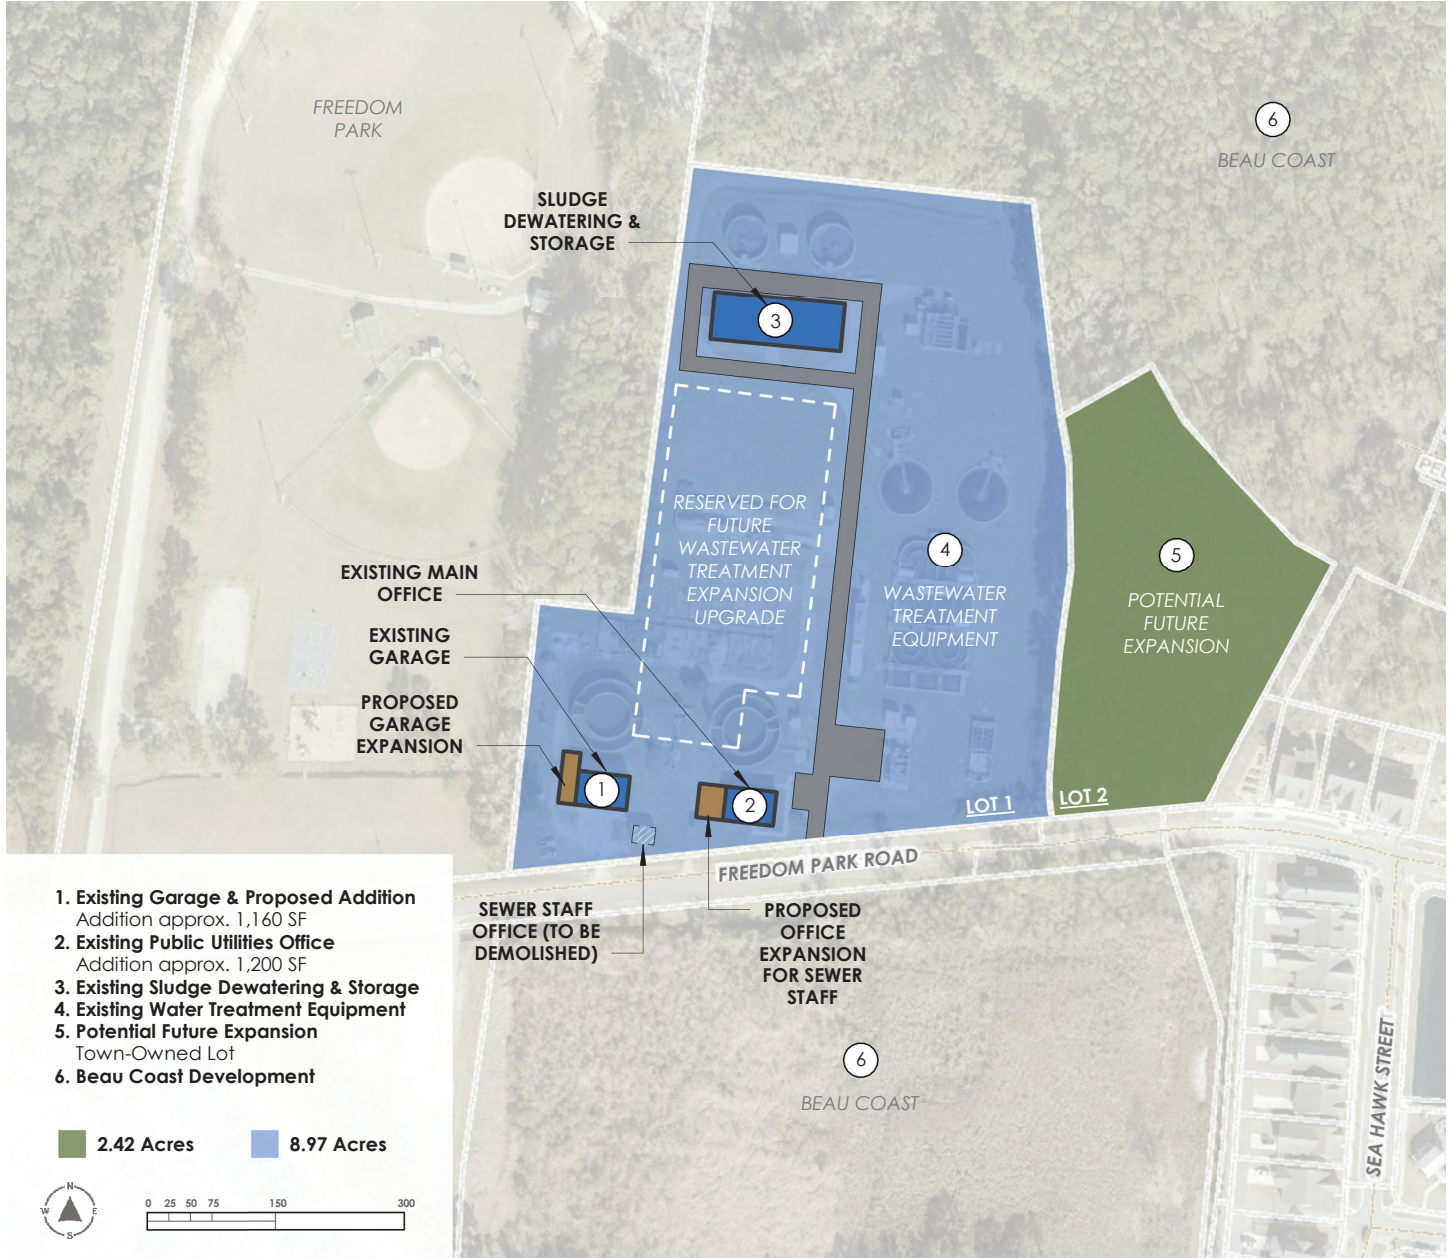 FREEDOM
PARK
6
BEAU COAST
SLUDGE
DEWATERING &
STORAGE
3
RESERVED FOR
FUTURE
WASTEWATER
TREATMENT
EXPANSION
UPGRADE
4
WASTEWATER
TREATMENT
EQUIPMENT
5
POTENTIAL
FUTURE
EXPANSION
EXISTING MAIN
OFFICE
EXISTING
GARAGE
PROPOSED
GARAGE
EXPANSION
1
2
LOT 1
LOT 2
FREEDOM PARK ROAD
SEWER STAFF
OFFICE (TO BE
DEMOLISHED)
PROPOSED
OFFICE
EXPANSION
FOR SEWER
STAFF
6
BEAU COAST
SEA HAWK STREET
1. Existing Garage & Proposed Addition
Addition approx. 1,160 SF
2. Existing Public Utilities Office
Addition approx. 1,200 SF
3. Existing Sludge Dewatering & Storage
4. Existing Water Treatment Equipment
5. Potential Future Expansion
Town-Owned Lot
6. Beau Coast Development
2.42 Acres
8.97 Acres
N
W E
S
0 25 50 75 150 300